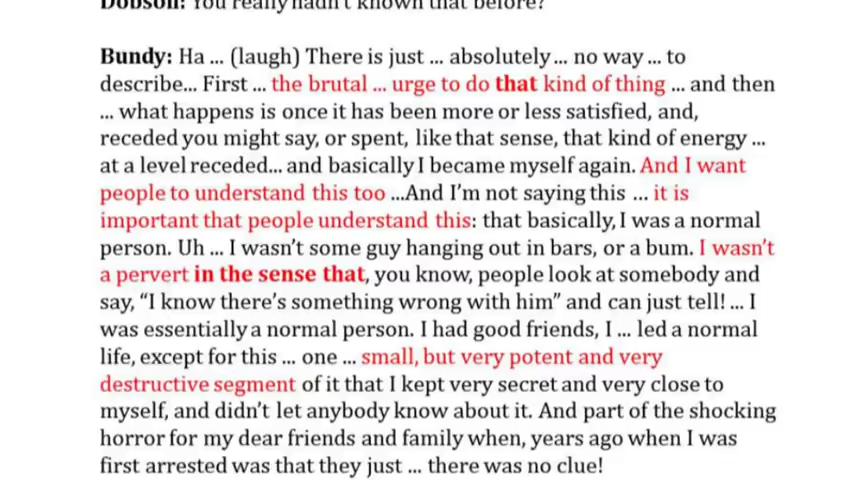 Dobson: You really hadn't known that before?
Bundy: Ha ... (laugh) There is just ... absolutely ... no way ... to
describe... First ... the brutal ... urge to do that kind of thing ... and then
... what happens is once it has been more or less satisfied, and,
receded you might say, or spent, like that sense, that kind of energy ...
at a level receded... and basically I became myself again. And I want
people to understand this too ...And I'm not saying this ... it is
important that people understand this: that basically, I was a normal
person. Uh ... I wasn't some guy hanging out in bars, or a bum. I wasn't
a pervert in the sense that, you know, people look at somebody and
say, “I know there's something wrong with him” and can just tell! ... I
was essentially a normal person. I had good friends, I ... led a normal
life, except for this ... one ... small, but very potent and very
destructive segment of it that I kept very secret and very close to
myself, and didn't let anybody know about it. And part of the shocking
horror for my dear friends and family when, years ago when I was
first arrested was that they just ... there was no clue!